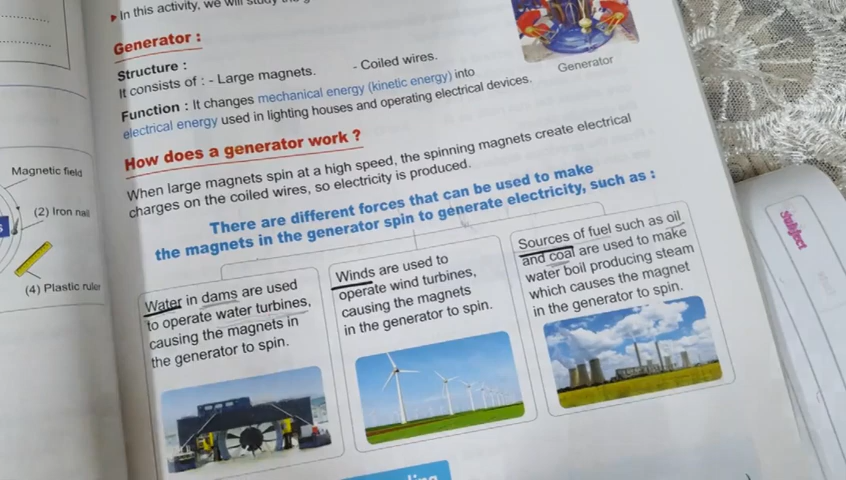 In this activity, we will study the
Generator :
Structure :
It consists of : - Large magnets. - Coiled wires.
Generator
Function : It changes mechanical energy (kinetic energy) into
electrical energy used in lighting houses and operating electrical devices.
How does a generator work ?
When large magnets spin at a high speed, the spinning magnets create electrical
charges on the coiled wires, so electricity is produced.
There are different forces that can be used to make
the magnets in the generator spin to generate electricity, such as :
Water in dams are used
to operate water turbines,
causing the magnets in
the generator to spin.
Winds are used to
operate wind turbines,
causing the magnets
in the generator to spin.
Sources of fuel such as oil
and coal are used to make
water boil producing steam
which causes the magnet
in the generator to spin.
Magnetic field
(2) Iron nail
(4) Plastic ruler
Subject